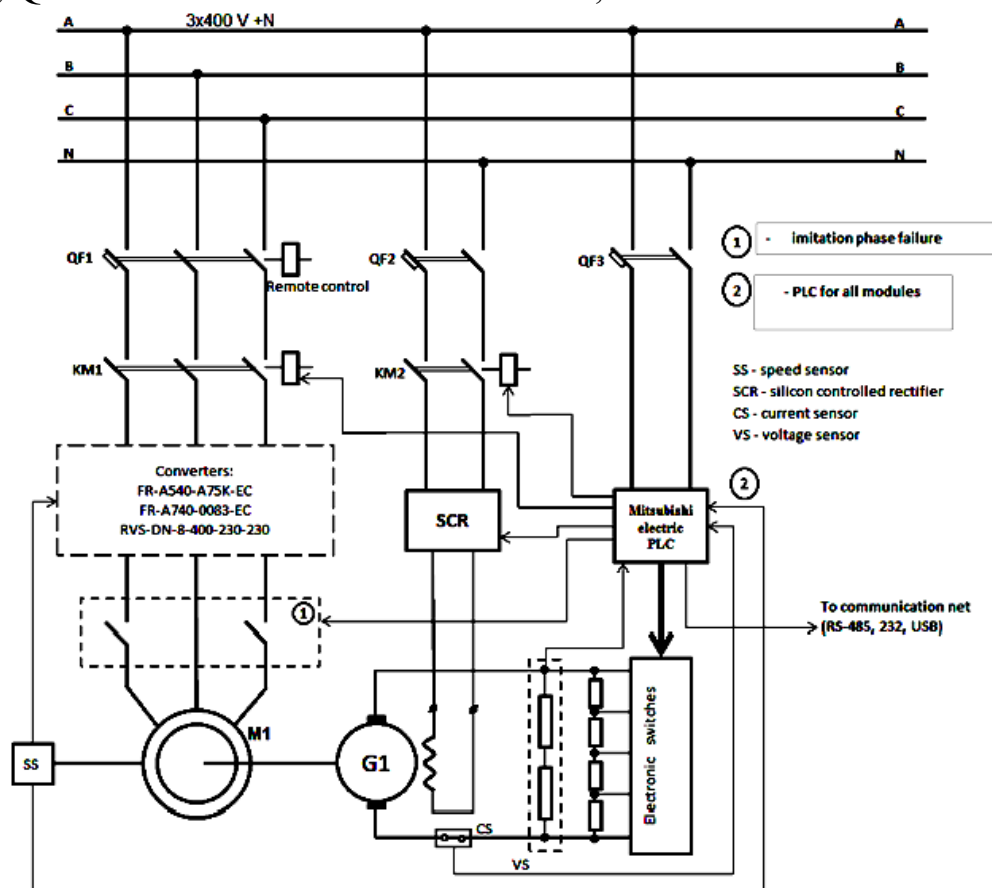 3x400 V +N
A
A
B
B
C
C
N
N
QF1
Remote control
QF2
QF3
1
- imitation phase failure
2
- PLC for all modules
KM1
KM2
SS - speed sensor
SCR - silicon controlled rectifier
CS - current sensor
VS - voltage sensor
Converters:
FR-A540-A75K-EC
FR-A740-0083-EC
RVS-DN-8-400-230-230
SCR
2
Mitsubishi
electric
PLC
1
To communication net
(RS-485, 232, USB)
M1
SS
G1
Electronic switches
CS
VS